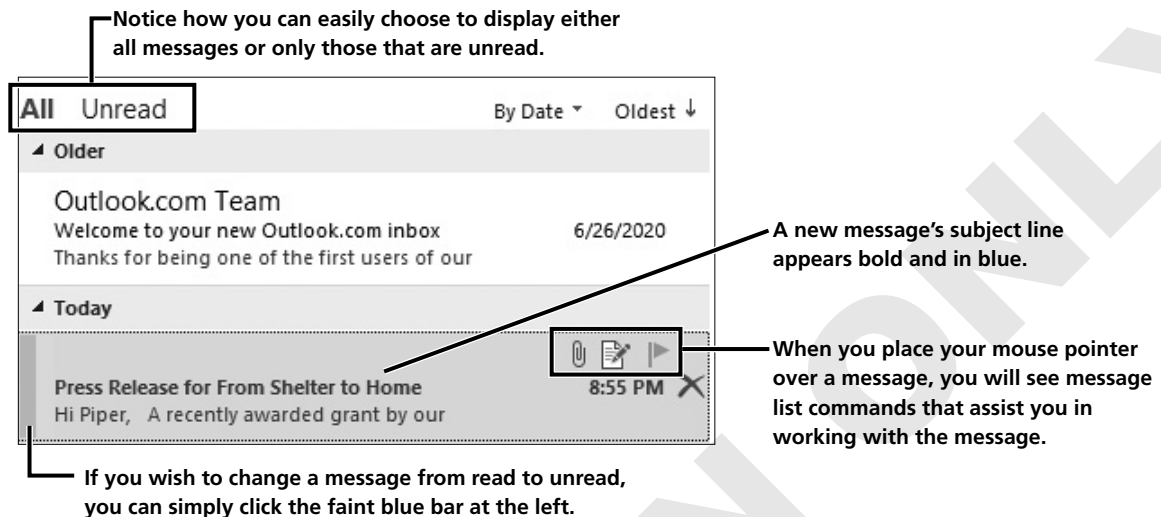 Notice how you can easily choose to display either
all messages or only those that are unread.
All Unread By Date Oldest
Older
Outlook.com Team
Welcome to your new Outlook.com inbox 6/26/2020
Thanks for being one of the first users of our
A new message's subject line
appears bold and in blue.
Today
Press Release for From Shelter to Home 8:55 PM
Hi Piper, A recently awarded grant by our
When you place your mouse pointer
over a message, you will see message
list commands that assist you in
working with the message.
If you wish to change a message from read to unread,
you can simply click the faint blue bar at the left.